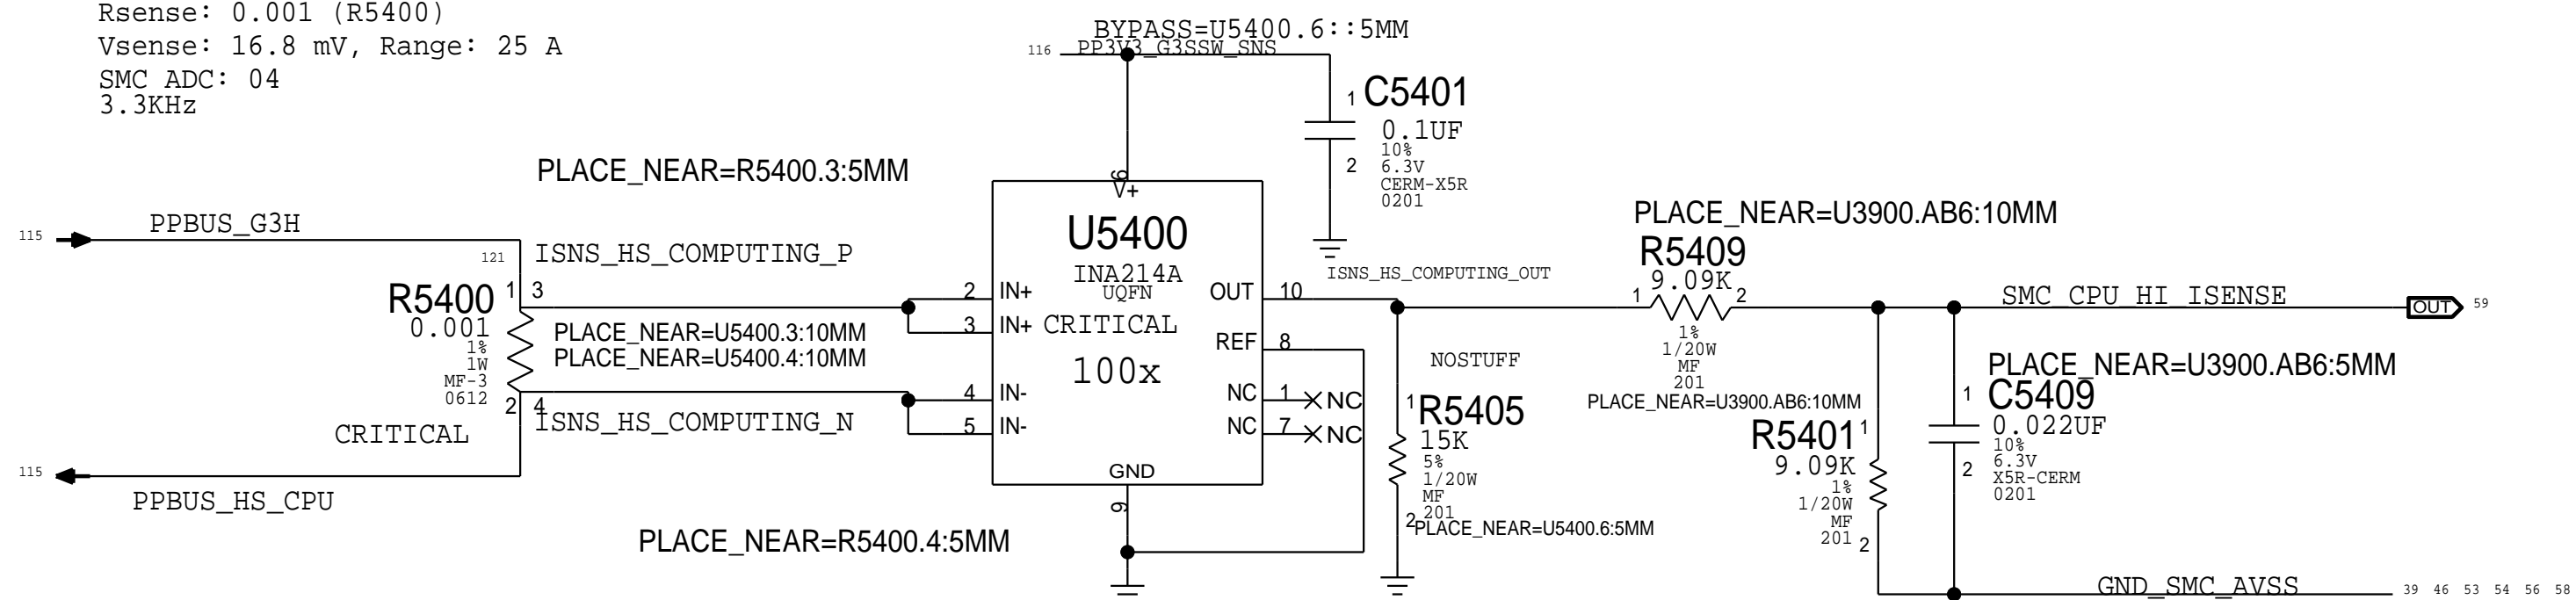 Rsense: 0.001 (R5400)
Vsense: 16.8 mV, Range: 25 A
SMC ADC: 04
3.3KHz
BYPASS=U5400.6::5MM
116 PP3V3_G3SSW_SNS
1 C5401
0.1UF
10%
2 6.3V
CERM-X5R
0201
PLACE_NEAR=R5400.3:5MM
6
V+
115 PPBUS_G3H
121 ISNS_HS_COMPUTING_P
R5400 1 3
0.001
1%
1W
MF-3
0612
2 4
CRITICAL
PLACE_NEAR=U5400.3:10MM
PLACE_NEAR=U5400.4:10MM
ISNS_HS_COMPUTING_N
115
PPBUS_HS_CPU
U5400
INA214A
UQFN
CRITICAL
100x
2 IN+
3 IN+
4 IN-
5 IN-
OUT 10
REF 8
NC 1 NC
NC 7 NC
GND
9
PLACE_NEAR=R5400.4:5MM
ISNS_HS_COMPUTING_OUT
NOSTUFF
1 R5405
15K
5%
1/20W
MF
201
2
PLACE_NEAR=U5400.6:5MM
PLACE_NEAR=U3900.AB6:10MM
R5409
9.09K
1 2
1%
1/20W
MF
201
PLACE_NEAR=U3900.AB6:10MM
R5401 1
9.09K
1%
1/20W
MF
201 2
SMC_CPU_HI_ISENSE
OUT 59
PLACE_NEAR=U3900.AB6:5MM
1 C5409
0.022UF
10%
2 6.3V
X5R-CERM
0201
GND_SMC_AVSS 39 46 53 54 56 58